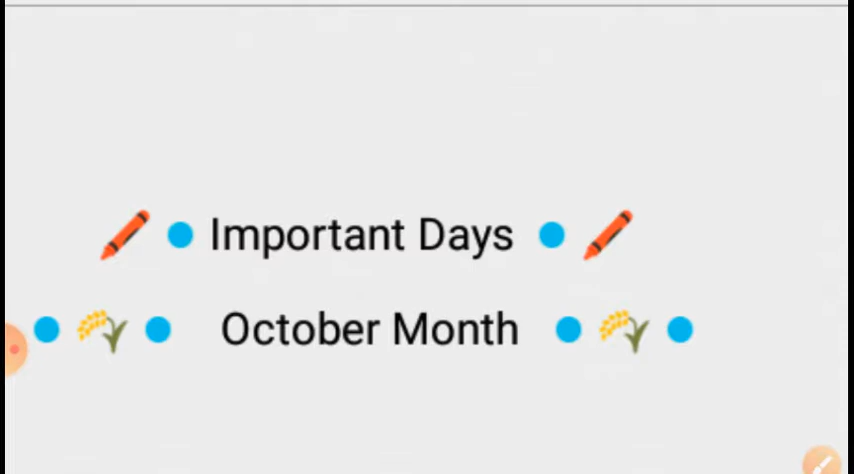 🖍️ 🔵 Important Days 🔵 🖍️
🔵 🌾 🔵 October Month 🔵 🌾 🔵